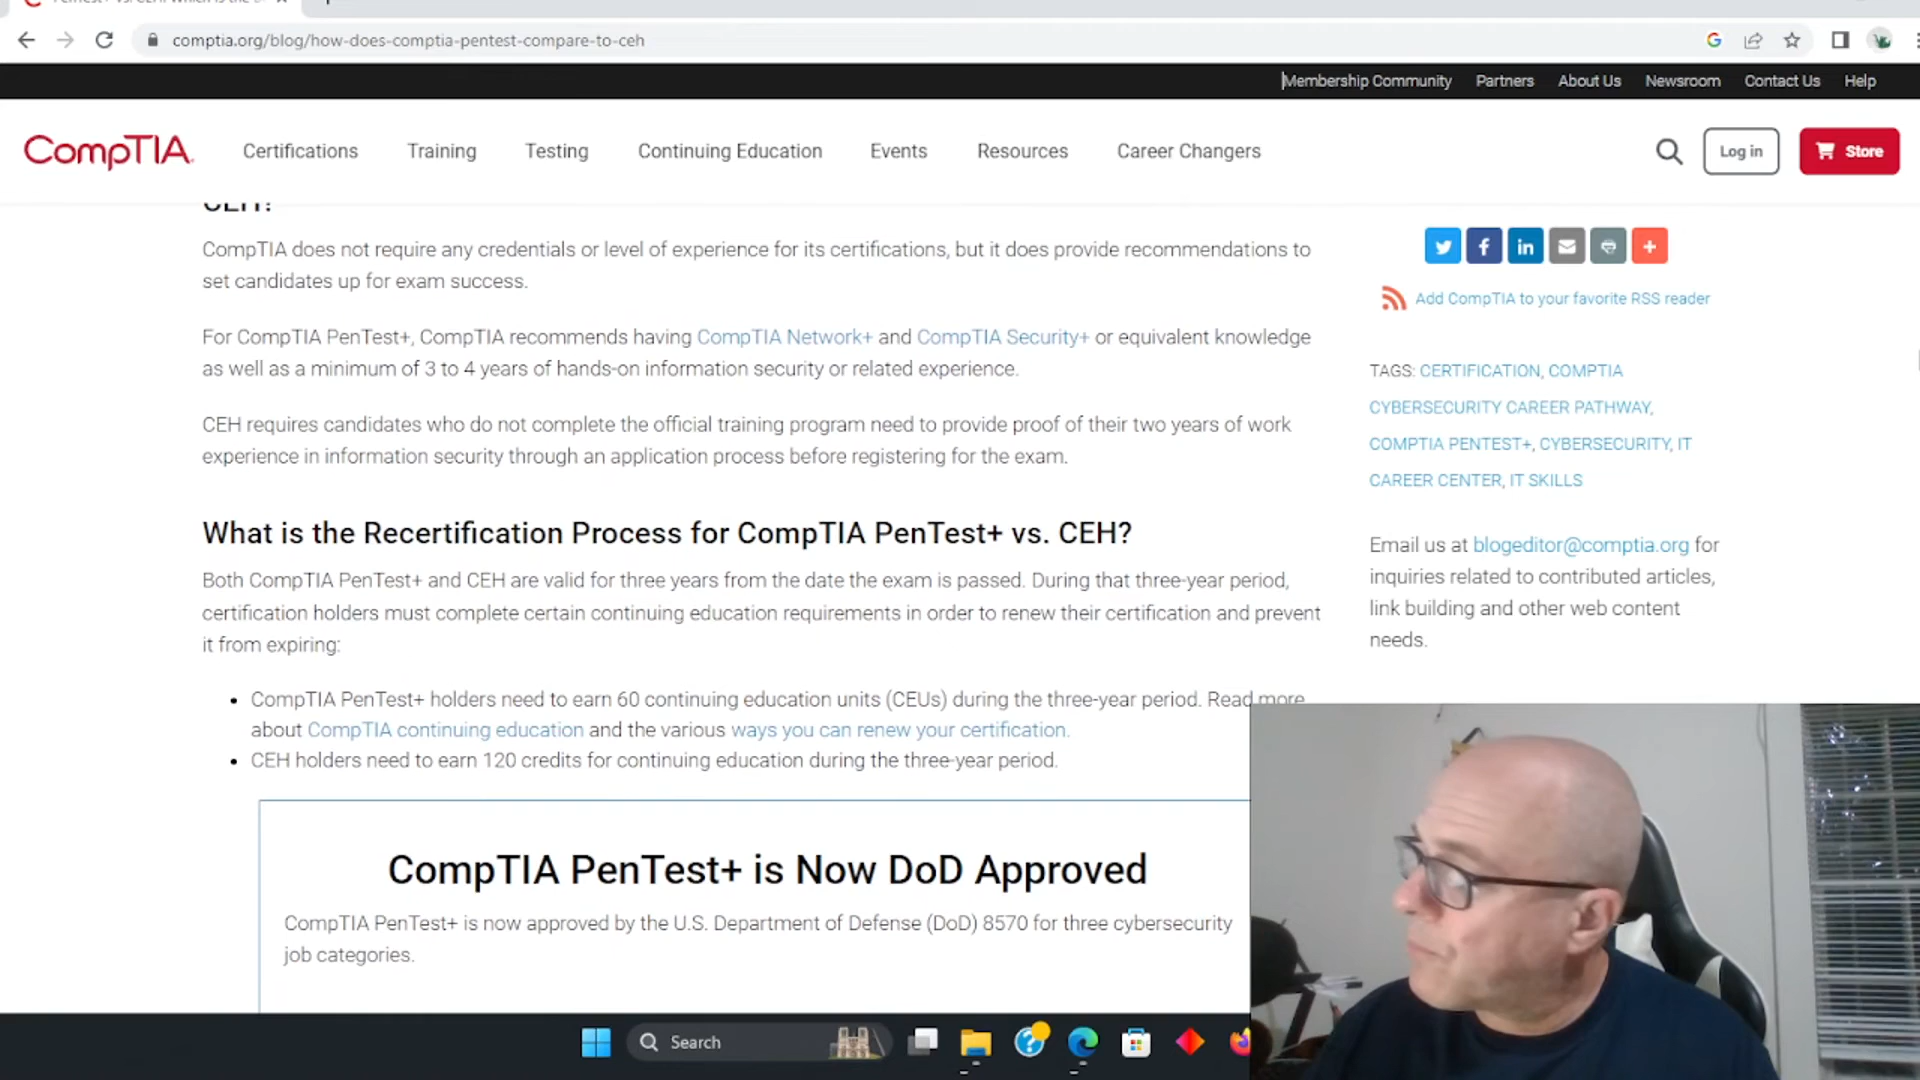 comptia.org/blog/how-does-comptia-pentest-compare-to-ceh
Membership Community Partners About Us Newsroom Contact Us Help
CompTIA. Certifications Training Testing Continuing Education Events Resources Career Changers Log in Store
CEH?
CompTIA does not require any credentials or level of experience for its certifications, but it does provide recommendations to
set candidates up for exam success.
For CompTIA PenTest+, CompTIA recommends having CompTIA Network+ and CompTIA Security+ or equivalent knowledge
as well as a minimum of 3 to 4 years of hands-on information security or related experience.
CEH requires candidates who do not complete the official training program need to provide proof of their two years of work
experience in information security through an application process before registering for the exam.
What is the Recertification Process for CompTIA PenTest+ vs. CEH?
Both CompTIA PenTest+ and CEH are valid for three years from the date the exam is passed. During that three-year period,
certification holders must complete certain continuing education requirements in order to renew their certification and prevent
it from expiring:
• CompTIA PenTest+ holders need to earn 60 continuing education units (CEUs) during the three-year period. Read more
about CompTIA continuing education and the various ways you can renew your certification.
• CEH holders need to earn 120 credits for continuing education during the three-year period.
CompTIA PenTest+ is Now DoD Approved
CompTIA PenTest+ is now approved by the U.S. Department of Defense (DoD) 8570 for three cybersecurity
job categories.
Add CompTIA to your favorite RSS reader
TAGS: CERTIFICATION, COMPTIA
CYBERSECURITY CAREER PATHWAY,
COMPTIA PENTEST+, CYBERSECURITY, IT
CAREER CENTER, IT SKILLS
Email us at blogeditor@comptia.org for
inquiries related to contributed articles,
link building and other web content
needs.
Search